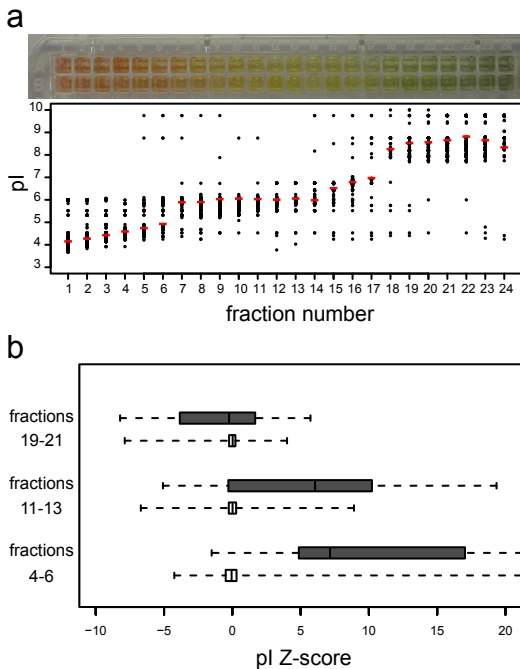 a
10
9
8
7
6
5
4
3
pI
1 2 3 4 5 6 7 8 9 10 11 12 13 14 15 16 17 18 19 20 21 22 23 24
fraction number
b
fractions
19-21
fractions
11-13
fractions
4-6
−10 −5 0 5 10 15 20
pI Z-score